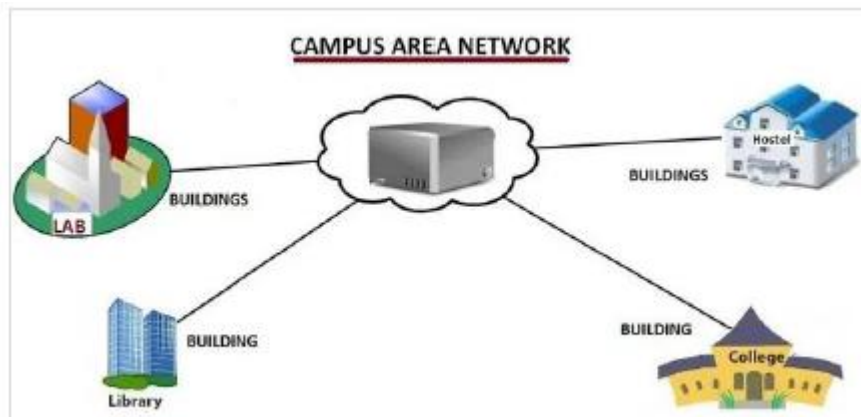 CAMPUS AREA NETWORK
Hostel
BUILDINGS
BUILDINGS
LAB
BUILDING
BUILDING
College
Library